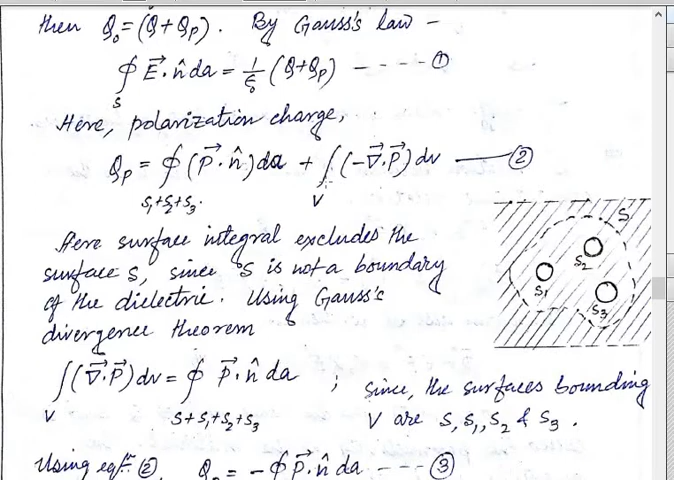 then Q₀ = (Q + Qp). By Gauss's law –
∮ E⃗·n̂ da = 1/ε₀ (Q+Qp) ---- ①
S
Here, polarization charge,
Qp = ∮ (P⃗·n̂) da + ∫ (-∇⃗·P⃗) dv —— ②
S₁+S₂+S₃. V
Here surface integral excludes the
surface S, since S is not a boundary
of the dielectric. Using Gauss's
divergence theorem
S
S₂
S₁
S₃
∫(∇⃗·P⃗) dv = ∮ P⃗·n̂ da ; since, the surfaces bounding
V S+S₁+S₂+S₃ V are S, S₁, S₂ & S₃.
Using eqn. ②, = -∮ P⃗·n̂ da --- ③